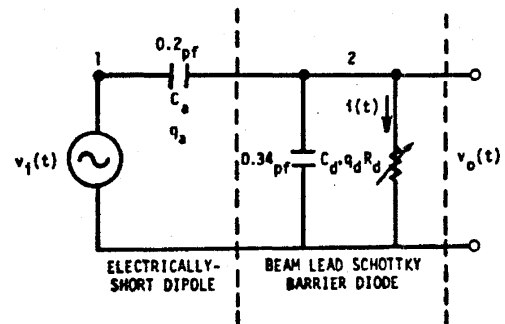 0.2pf
1
2
Ca
i(t)
qa
vi(t)
0.34pf
Cd,qd
Rd
vo(t)
ELECTRICALLY-
SHORT DIPOLE
BEAM LEAD SCHOTTKY
BARRIER DIODE